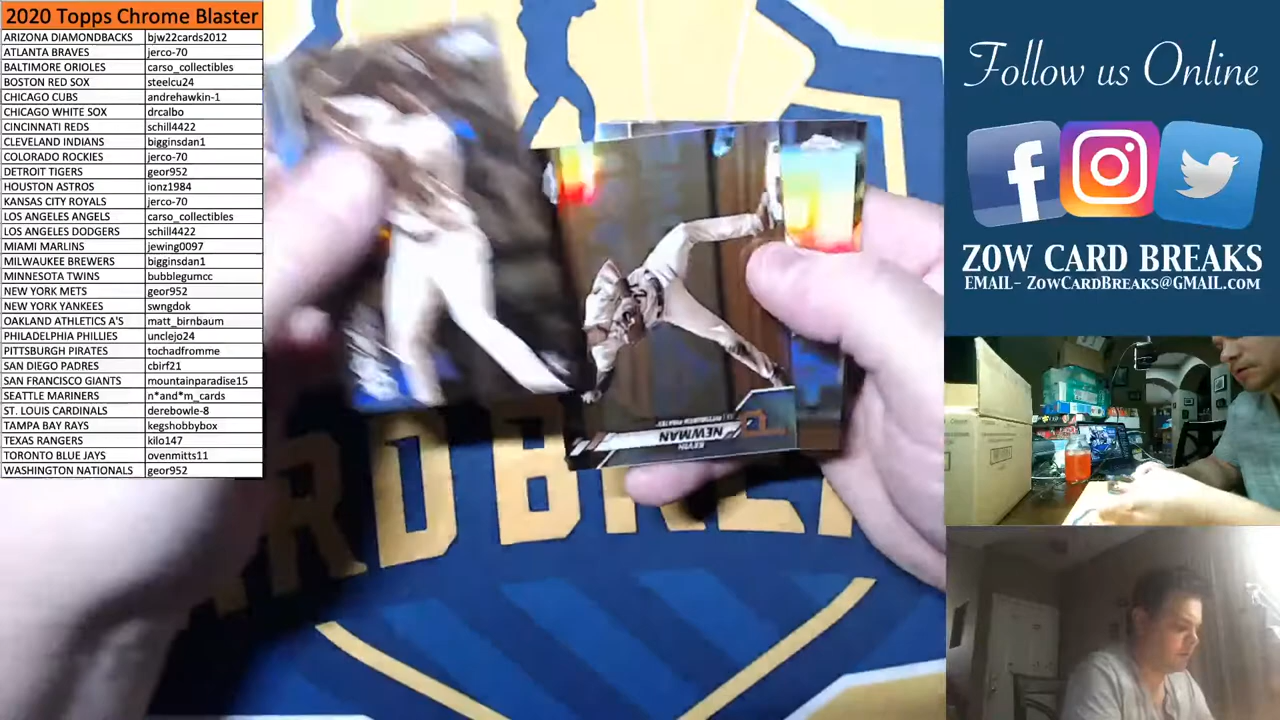 2020 Topps Chrome Blaster
ARIZONA DIAMONDBACKS bjw22cards2012
ATLANTA BRAVES jerco-70
BALTIMORE ORIOLES carso_collectibles
BOSTON RED SOX steelcu24
CHICAGO CUBS andrehawkin-1
CHICAGO WHITE SOX drcalbo
CINCINNATI REDS schill4422
CLEVELAND INDIANS bigginsdan1
COLORADO ROCKIES jerco-70
DETROIT TIGERS geor952
HOUSTON ASTROS ionz1984
KANSAS CITY ROYALS jerco-70
LOS ANGELES ANGELS carso_collectibles
LOS ANGELES DODGERS schill4422
MIAMI MARLINS jewing0097
MILWAUKEE BREWERS bigginsdan1
MINNESOTA TWINS bubblegumcc
NEW YORK METS geor952
NEW YORK YANKEES swngdok
OAKLAND ATHLETICS A'S matt_birnbaum
PHILADELPHIA PHILLIES unclejo24
PITTSBURGH PIRATES tochadfromme
SAN DIEGO PADRES cbirf21
SAN FRANCISCO GIANTS mountainparadise15
SEATTLE MARINERS n*and*m_cards
ST. LOUIS CARDINALS derebowle-8
TAMPA BAY RAYS kegshobbybox
TEXAS RANGERS kilo147
TORONTO BLUE JAYS ovenmitts11
WASHINGTON NATIONALS geor952
Follow us Online
ZOW CARD BREAKS
EMAIL- ZOWCARDBREAKS@GMAIL.COM
KEVIN
NEWMAN
PITTSBURGH PIRATES
RD BRE